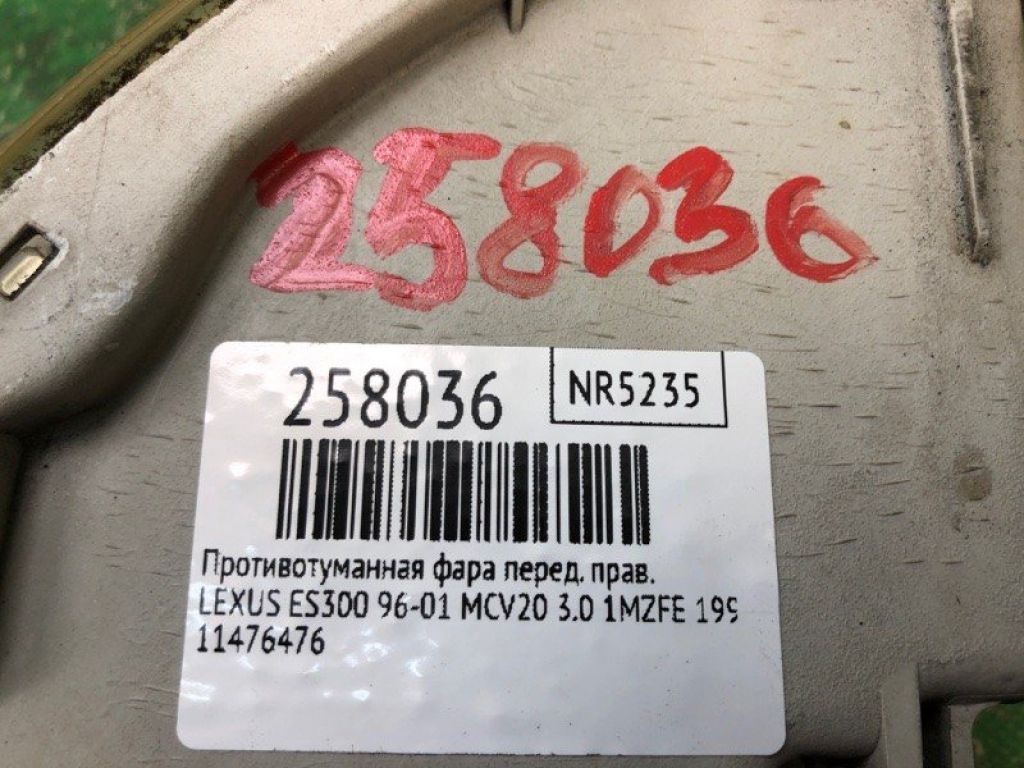 258036
258036 NR5235
Противотуманная фара перед. прав.
LEXUS ES300 96-01 MCV20 3.0 1MZFE 199
11476476